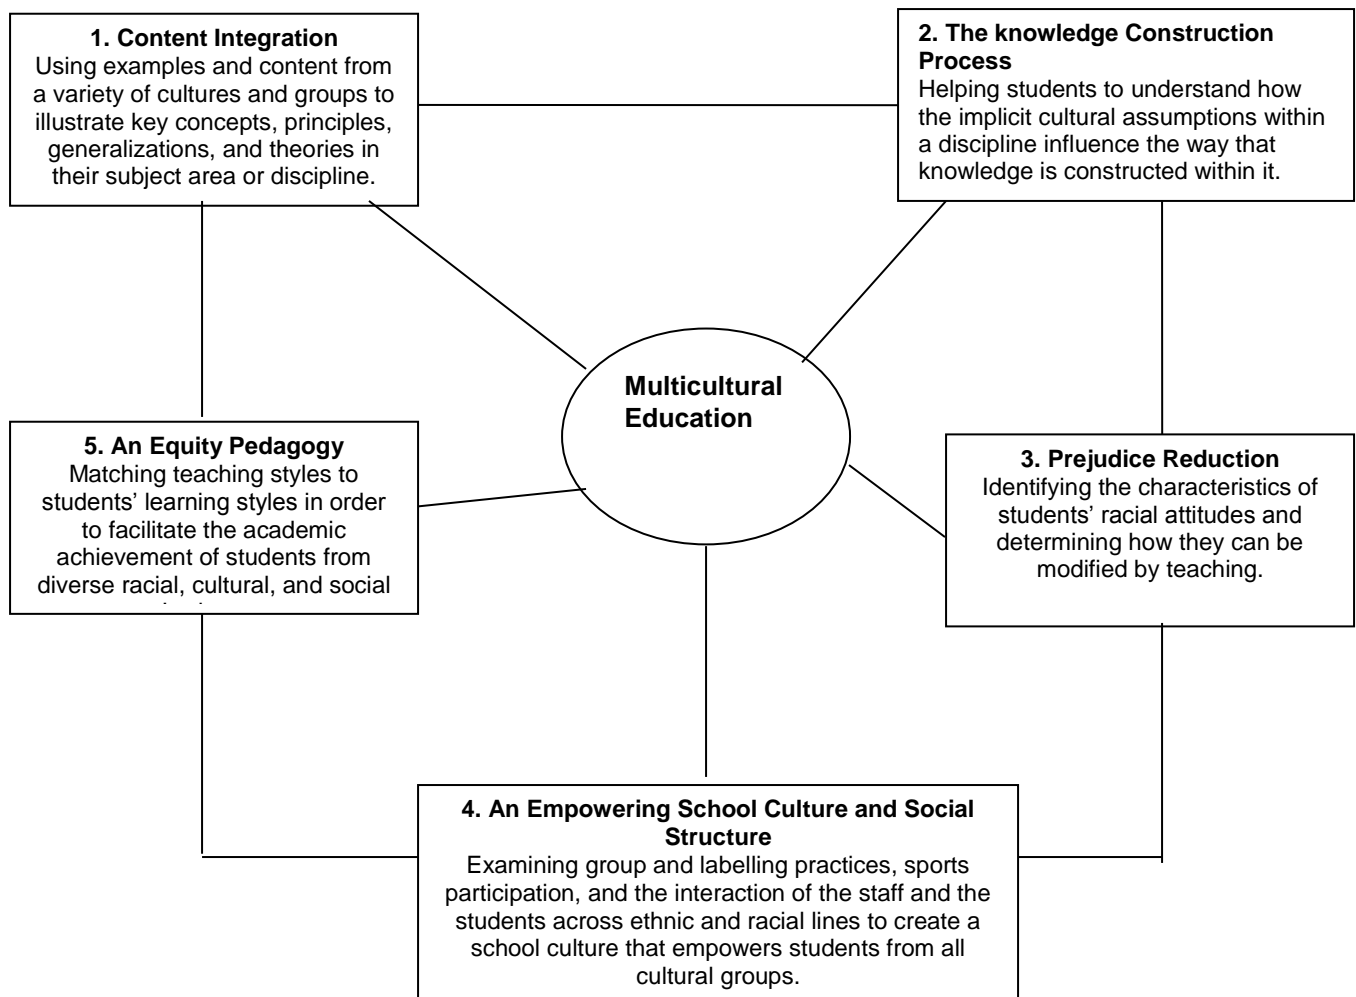 1. Content Integration
Using examples and content from
a variety of cultures and groups to
illustrate key concepts, principles,
generalizations, and theories in
their subject area or discipline.
2. The knowledge Construction
Process
Helping students to understand how
the implicit cultural assumptions within
a discipline influence the way that
knowledge is constructed within it.
Multicultural
Education
3. Prejudice Reduction
Identifying the characteristics of
students’ racial attitudes and
determining how they can be
modified by teaching.
4. An Empowering School Culture and Social
Structure
Examining group and labelling practices, sports
participation, and the interaction of the staff and the
students across ethnic and racial lines to create a
school culture that empowers students from all
cultural groups.
5. An Equity Pedagogy
Matching teaching styles to
students’ learning styles in order
to facilitate the academic
achievement of students from
diverse racial, cultural, and social